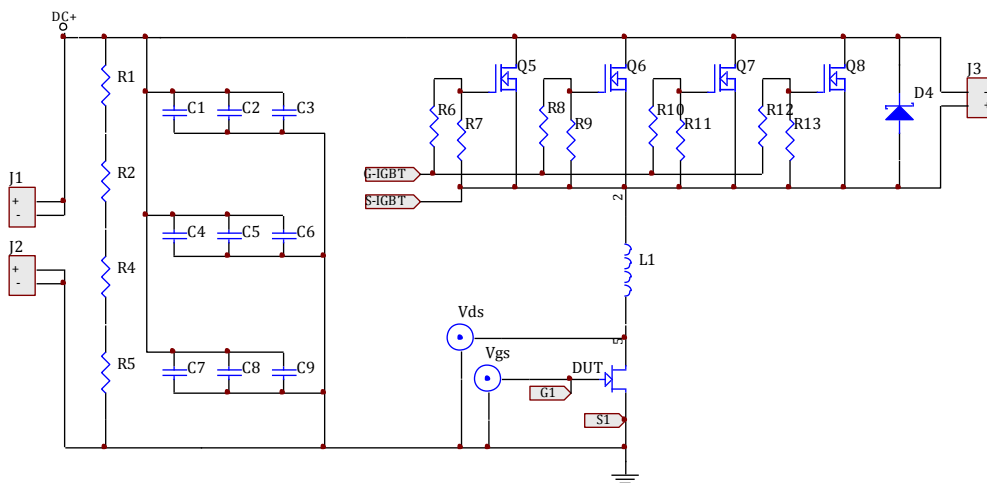 DC+
R1
R2
R4
R5
C1
C2
C3
C4
C5
C6
C7
C8
C9
J1
+
-
J2
+
-
Q5
Q6
Q7
Q8
R6
R7
R8
R9
R10
R11
R12
R13
D4
J3
-
+
G-IGBT
S-IGBT
2
L1
5
Vds
Vgs
DUT
G1
S1